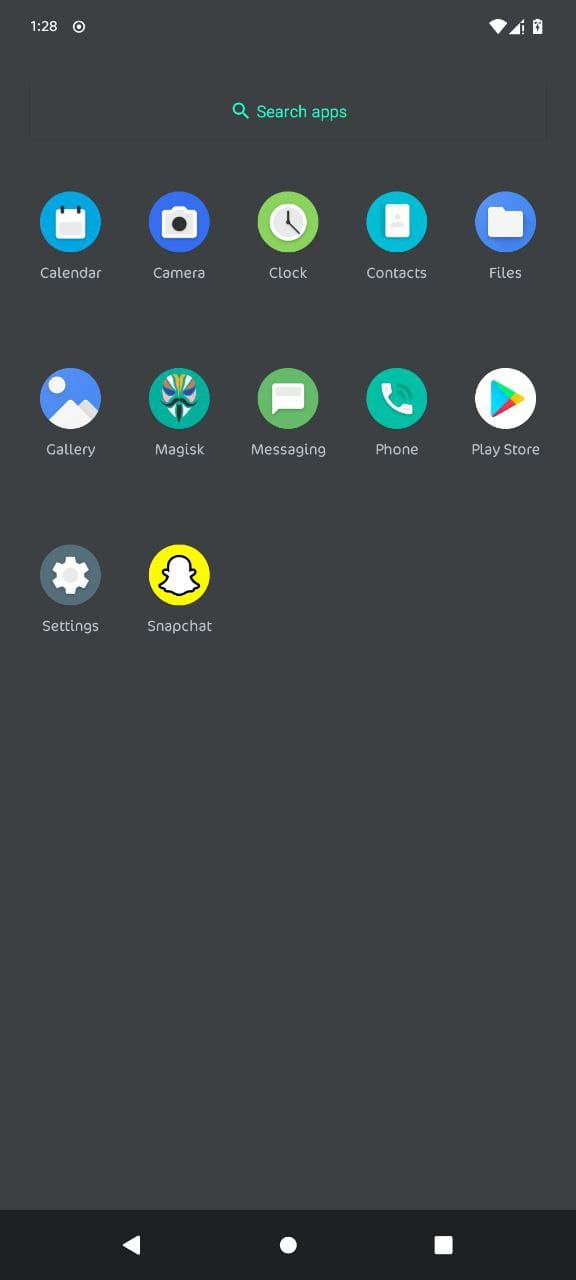 1:28
Search apps
Calendar Camera Clock Contacts Files
Gallery Magisk Messaging Phone Play Store
Settings Snapchat